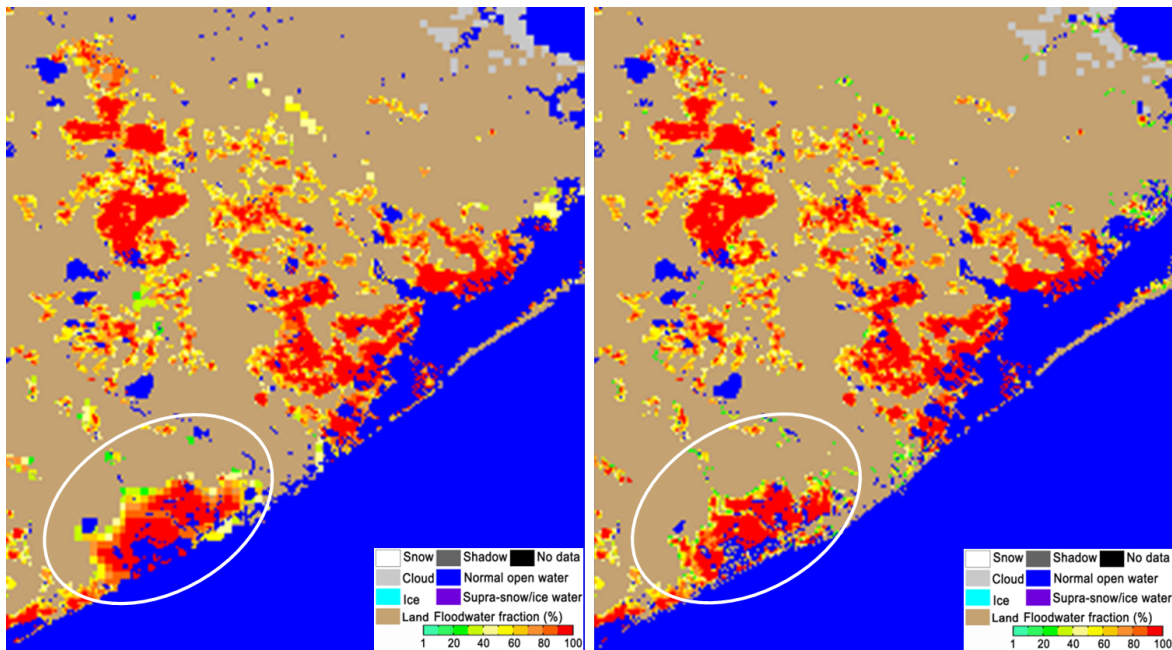 Snow Shadow No data
Cloud Normal open water
Ice Supra-snow/ice water
Land Floodwater fraction (%)
1 20 40 60 80 100
Snow Shadow No data
Cloud Normal open water
Ice Supra-snow/ice water
Land Floodwater fraction (%)
1 20 40 60 80 100